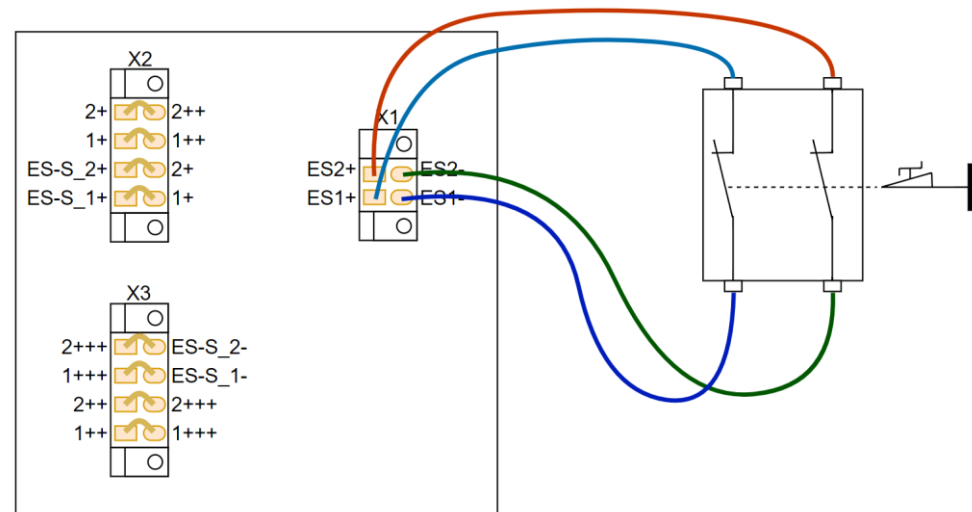 X2
2+ 2++
1+ 1++
ES-S_2+ 2+
ES-S_1+ 1+
X1
ES2+ ES2-
ES1+ ES1-
X3
2+++ ES-S_2-
1+++ ES-S_1-
2++ 2+++
1++ 1+++